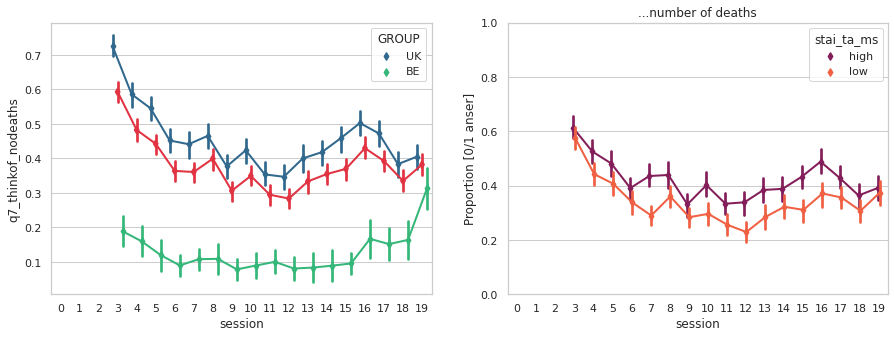 q7_thinkof_nodeaths
0.7
0.6
0.5
0.4
0.3
0.2
0.1
GROUP
UK
BE
0 1 2 3 4 5 6 7 8 9 10 11 12 13 14 15 16 17 18 19
session
...number of deaths
Proportion [0/1 anser]
1.0
0.8
0.6
0.4
0.2
0.0
stai_ta_ms
high
low
0 1 2 3 4 5 6 7 8 9 10 11 12 13 14 15 16 17 18 19
session